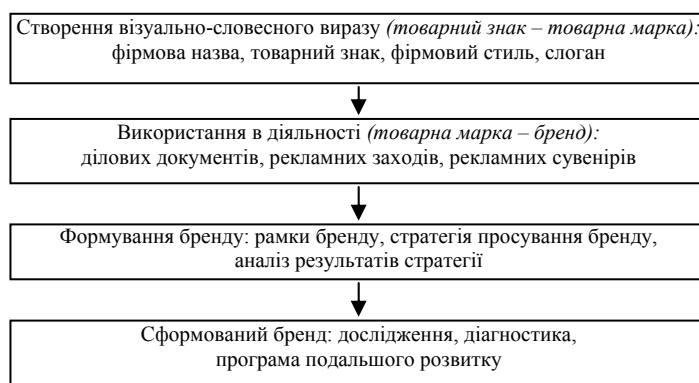 Створення візуально-словесного виразу (товарний знак – товарна марка):
фірмова назва, товарний знак, фірмовий стиль, слоган
Використання в діяльності (товарна марка – бренд):
ділових документів, рекламних заходів, рекламних сувенірів
Формування бренду: рамки бренду, стратегія просування бренду,
аналіз результатів стратегії
Сформований бренд: дослідження, діагностика,
програма подальшого розвитку